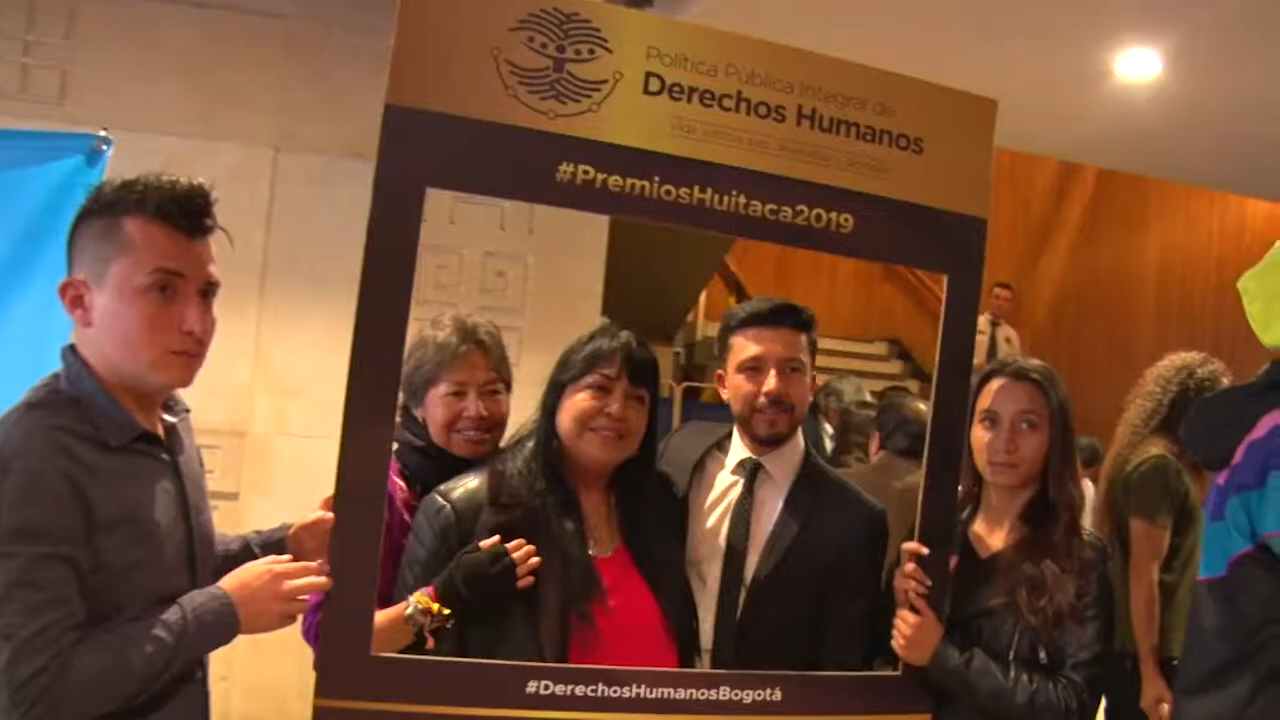 Política Pública Integral de
Derechos Humanos
#PremiosHuitaca2019
#DerechosHumanosBogotá